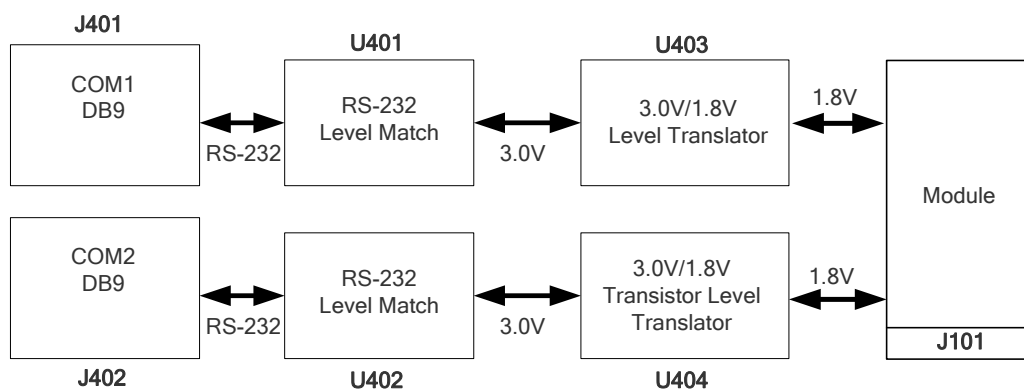 J401
COM1
DB9
RS-232
U401
RS-232
Level Match
3.0V
U403
3.0V/1.8V
Level Translator
1.8V
Module
J101
COM2
DB9
J402
RS-232
RS-232
Level Match
U402
3.0V
3.0V/1.8V
Transistor Level
Translator
U404
1.8V